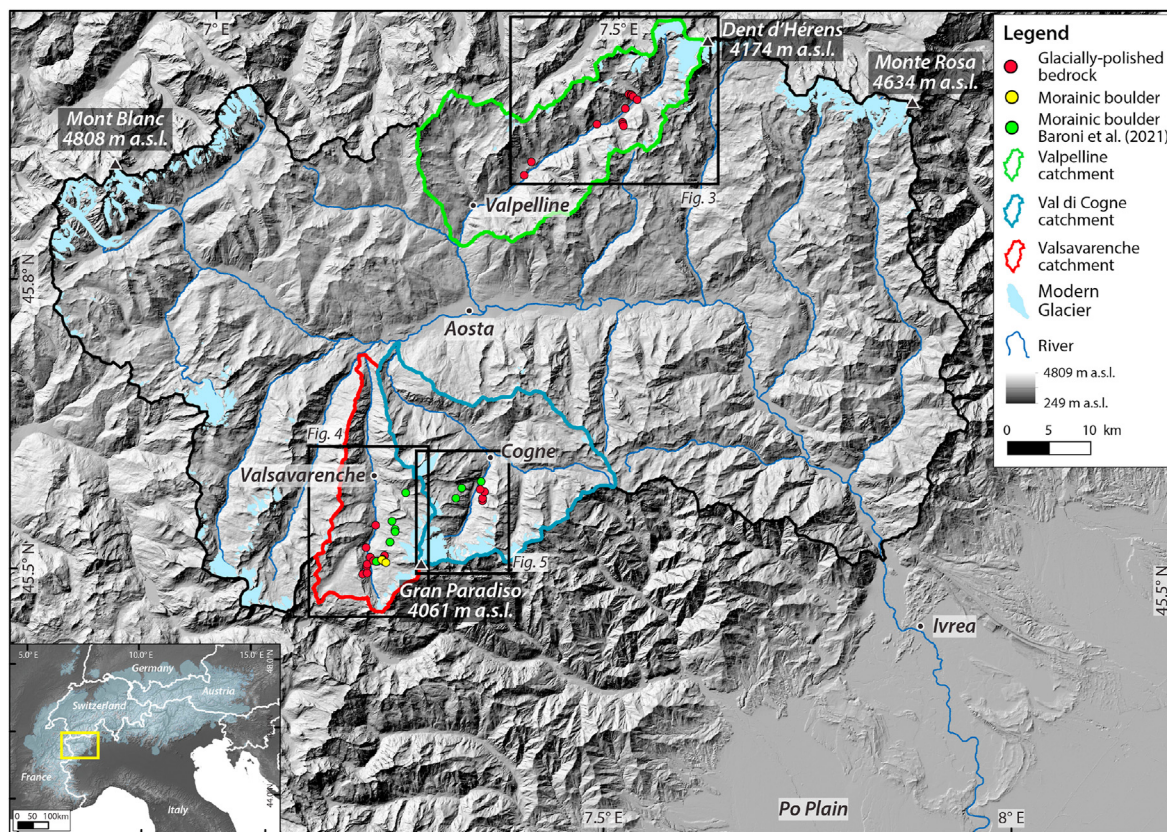 7° E
7.5° E
Dent d'Hérens
4174 m a.s.l.
Monte Rosa
4634 m a.s.l.
Mont Blanc
4808 m a.s.l.
Legend
Glacially-polished
bedrock
Morainic boulder
Morainic boulder
Baroni et al. (2021)
Valpelline
catchment
Val di Cogne
catchment
Valsavarenche
catchment
Modern
Glacier
River
4809 m a.s.l.
249 m a.s.l.
0 5 10 km
Fig. 3
Valpelline
45.8° N
Aosta
Fig. 4
Valsavarenche
Cogne
Fig. 5
Gran Paradiso
4061 m a.s.l.
45.5° N
45.5° N
Ivrea
Po Plain
7.5° E
8° E
5.0° E
10.0° E
15.0° E
48.0° N
Germany
Austria
Switzerland
France
Italy
44.0° N
0 50 100km